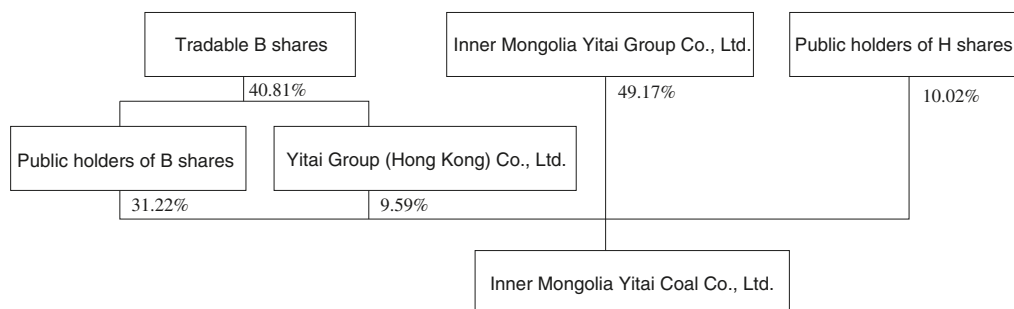 Tradable B shares
Inner Mongolia Yitai Group Co., Ltd.
Public holders of H shares
40.81%
49.17%
10.02%
Public holders of B shares
Yitai Group (Hong Kong) Co., Ltd.
31.22%
9.59%
Inner Mongolia Yitai Coal Co., Ltd.